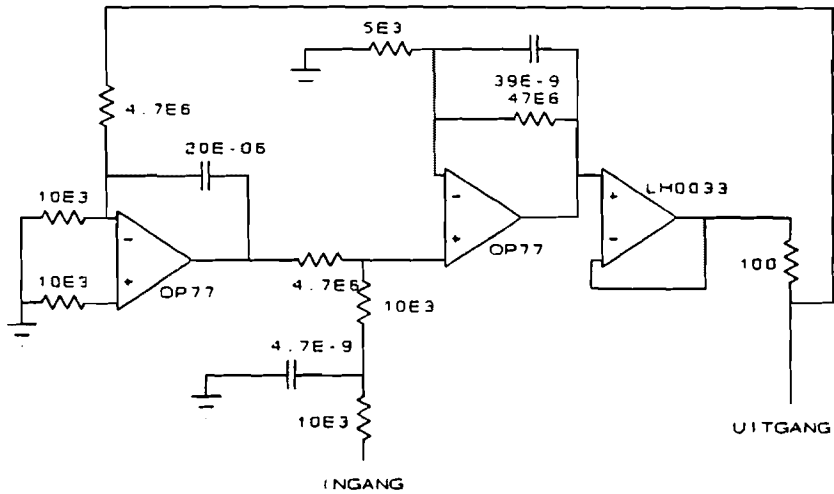 5E3
39E-9
47E6
4.7E6
20E-06
10E3
LH0033
10E3
OP77
OP77
4.7E6
10E3
100
4.7E-9
10E3
UITGANG
INGANG